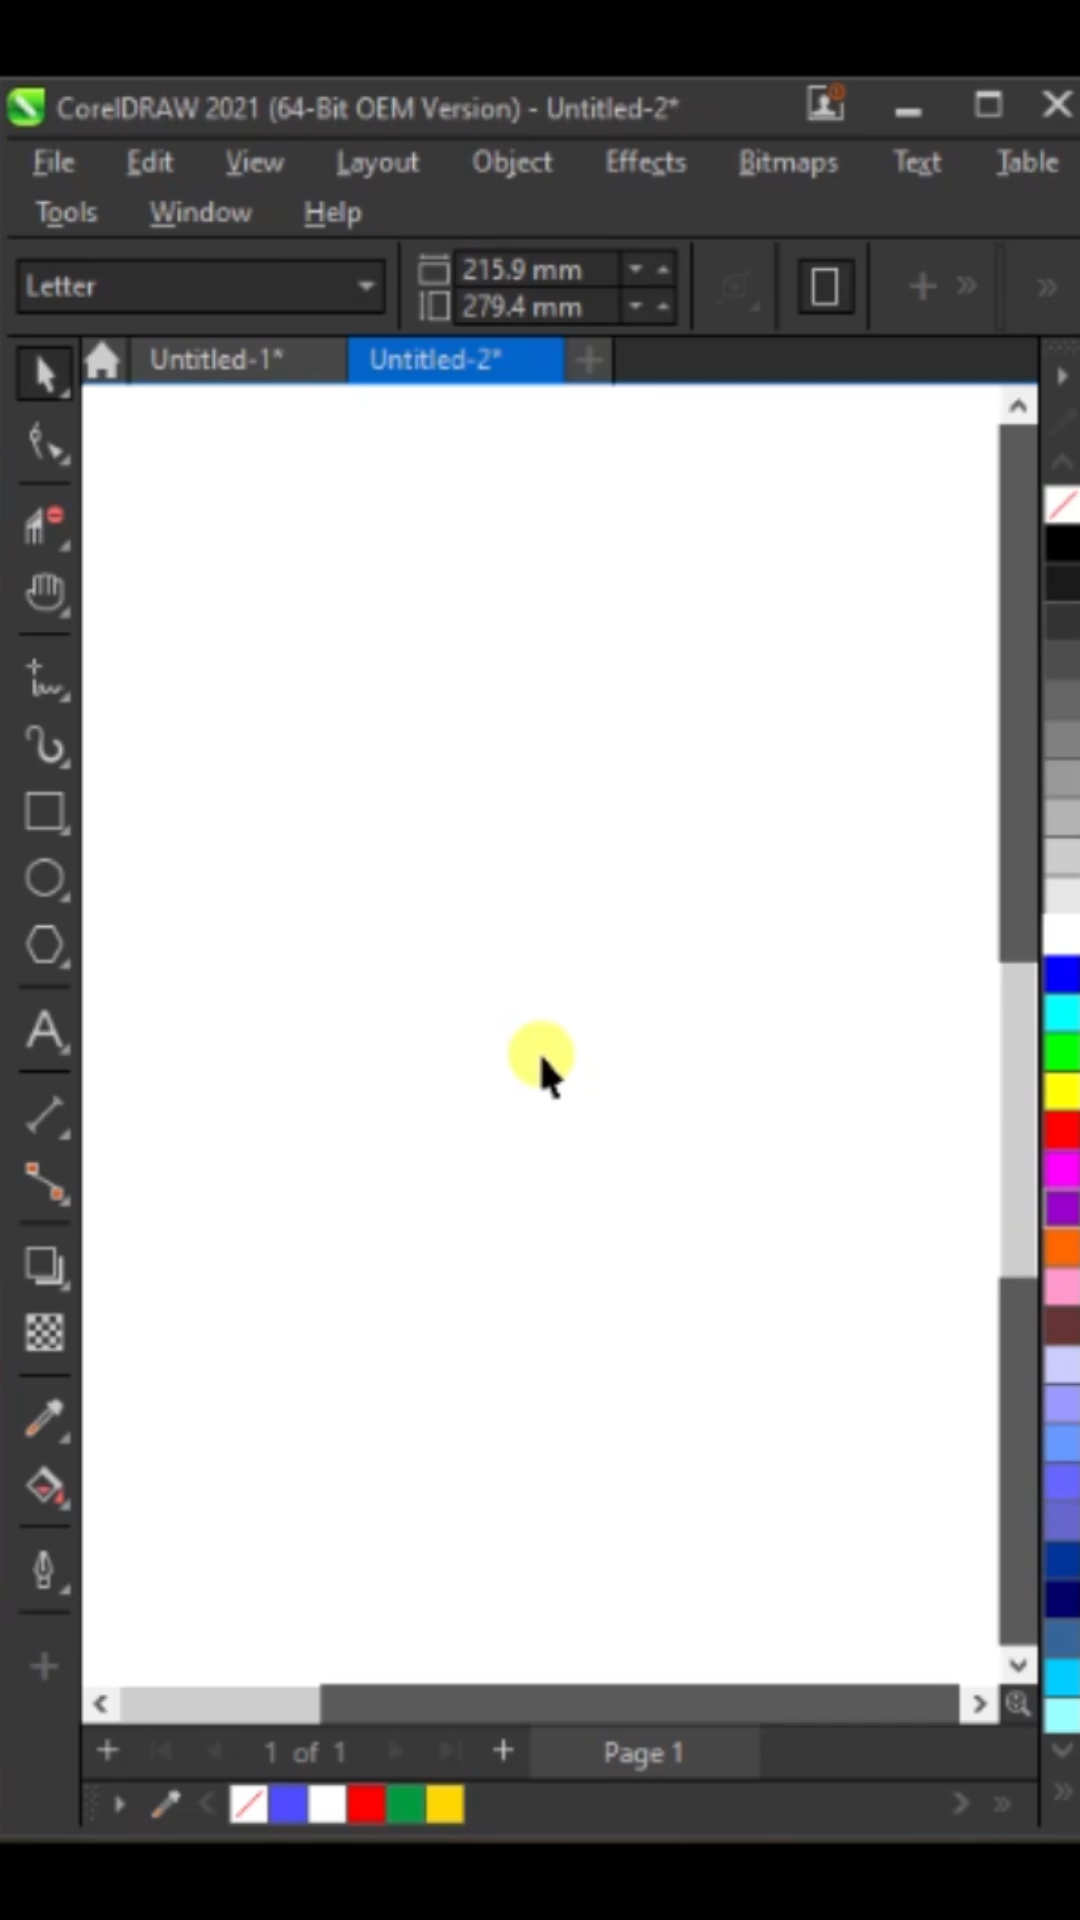 CorelDRAW 2021 (64-Bit OEM Version) - Untitled-2*
File Edit View Layout Object Effects Bitmaps Text Table
Tools Window Help
Letter
215.9 mm
279.4 mm
Untitled-1* Untitled-2*
1 of 1 Page 1